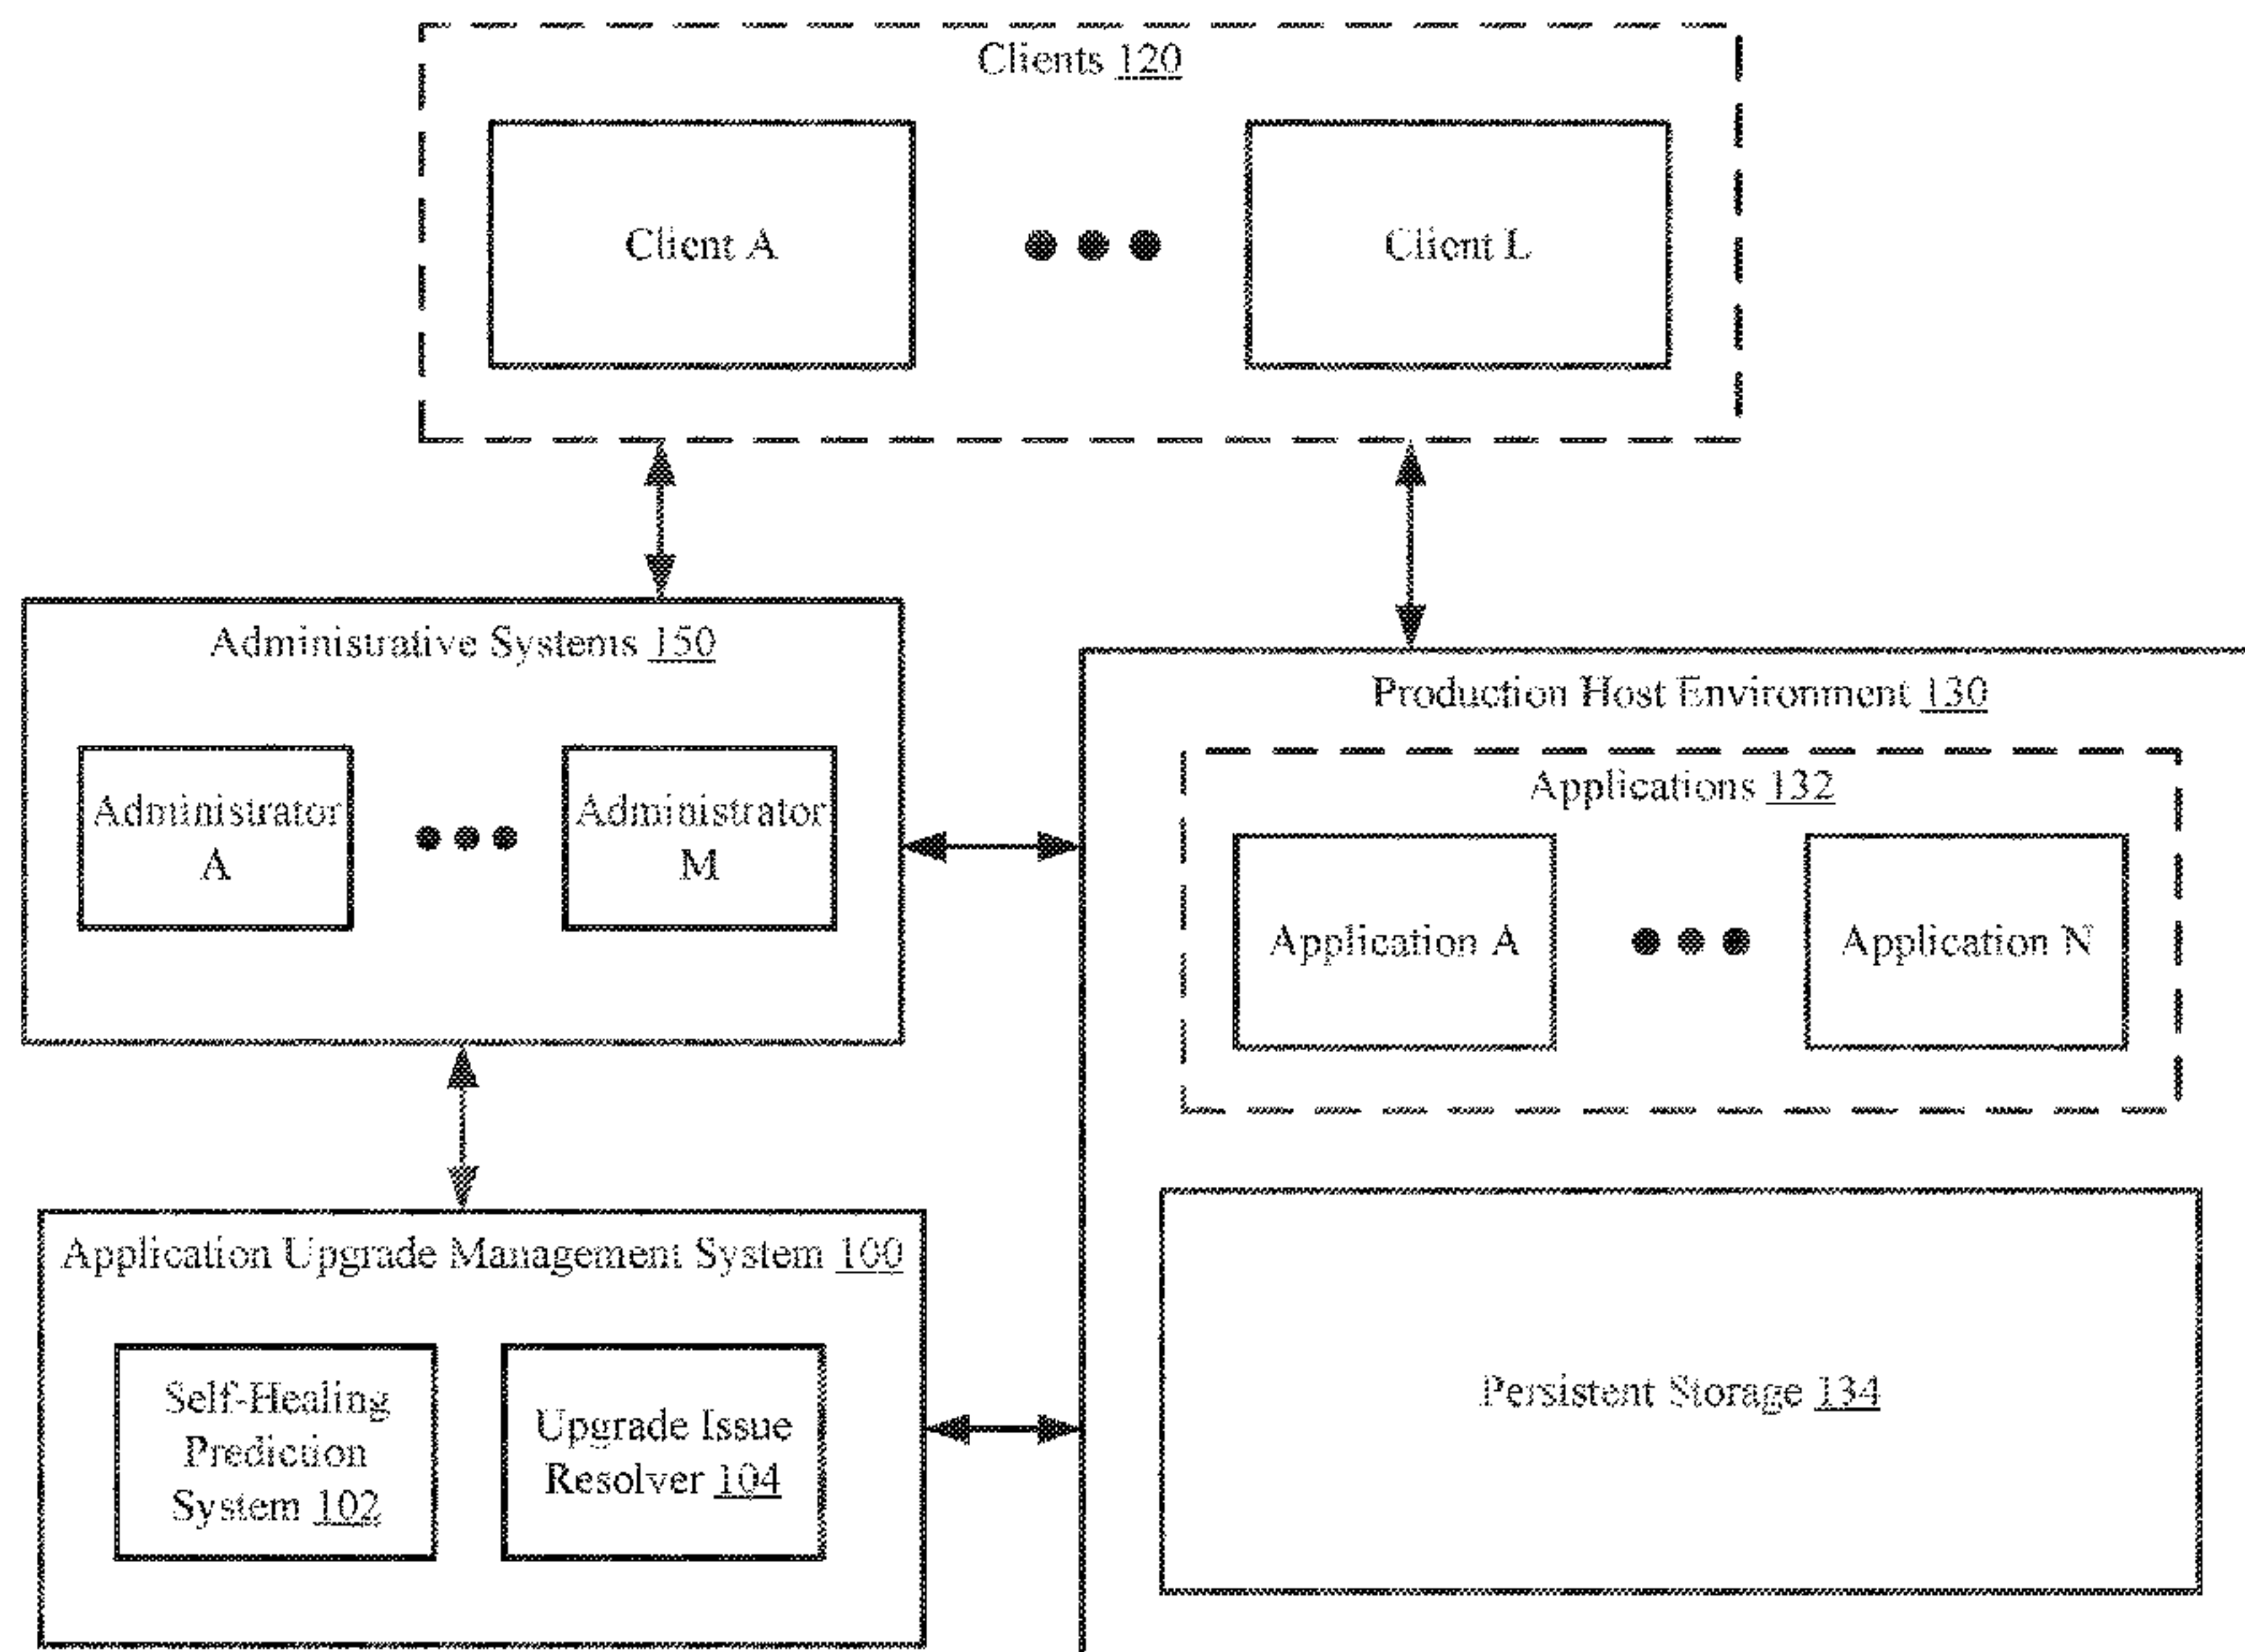 Clients 120
Client A
Client L
Administrative Systems 150
Administrator
A
Administrator
M
Production Host Environment 130
Applications 132
Application A
Application N
Persistent Storage 134
Application Upgrade Management System 100
Self-Healing
Prediction
System 102
Upgrade Issue
Resolver 104